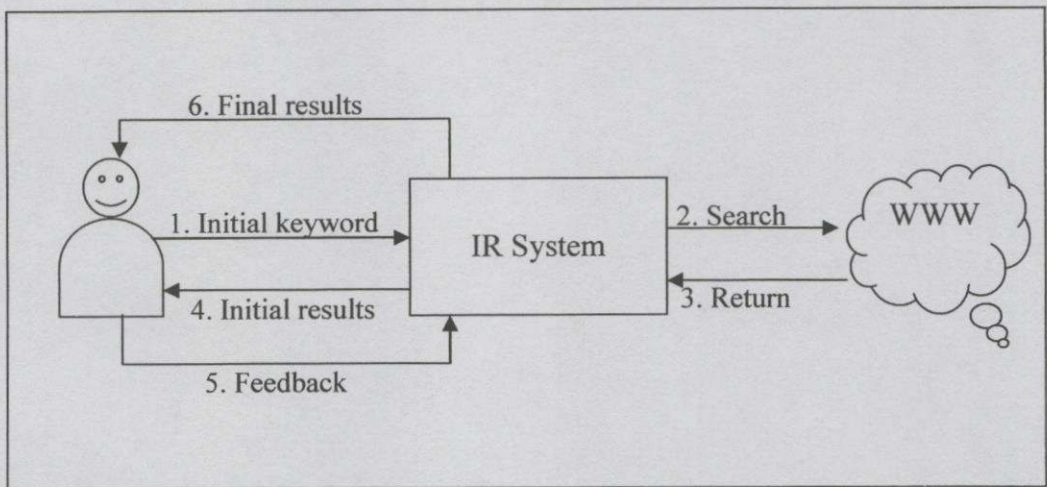 6. Final results
1. Initial keyword
2. Search
WWW
IR System
4. Initial results
3. Return
5. Feedback